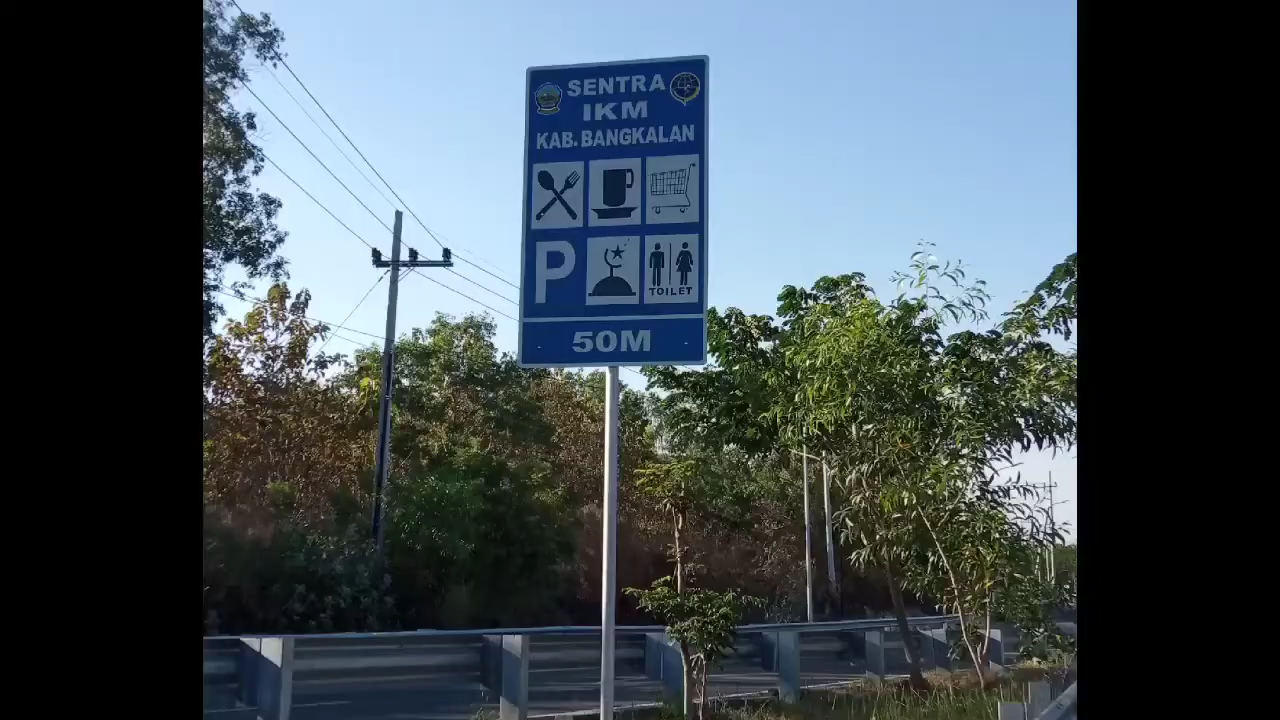 SENTRA
IKM
KAB. BANGKALAN
P
TOILET
50M